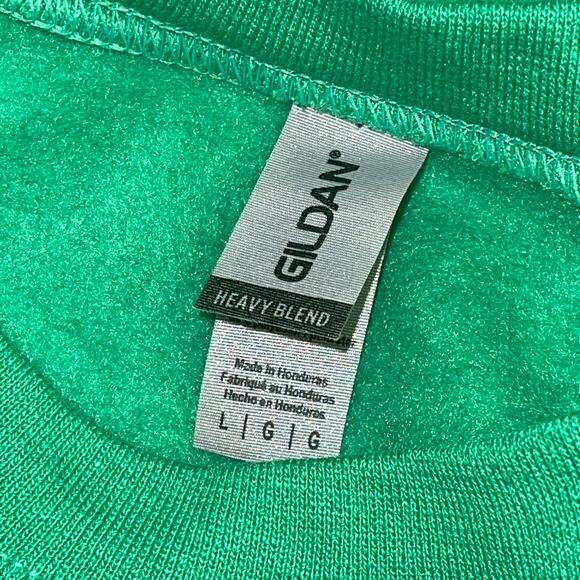 GILDAN®
HEAVY BLEND
Made in Honduras
Fabriqué au Honduras
Hecho en Honduras
L | G | G